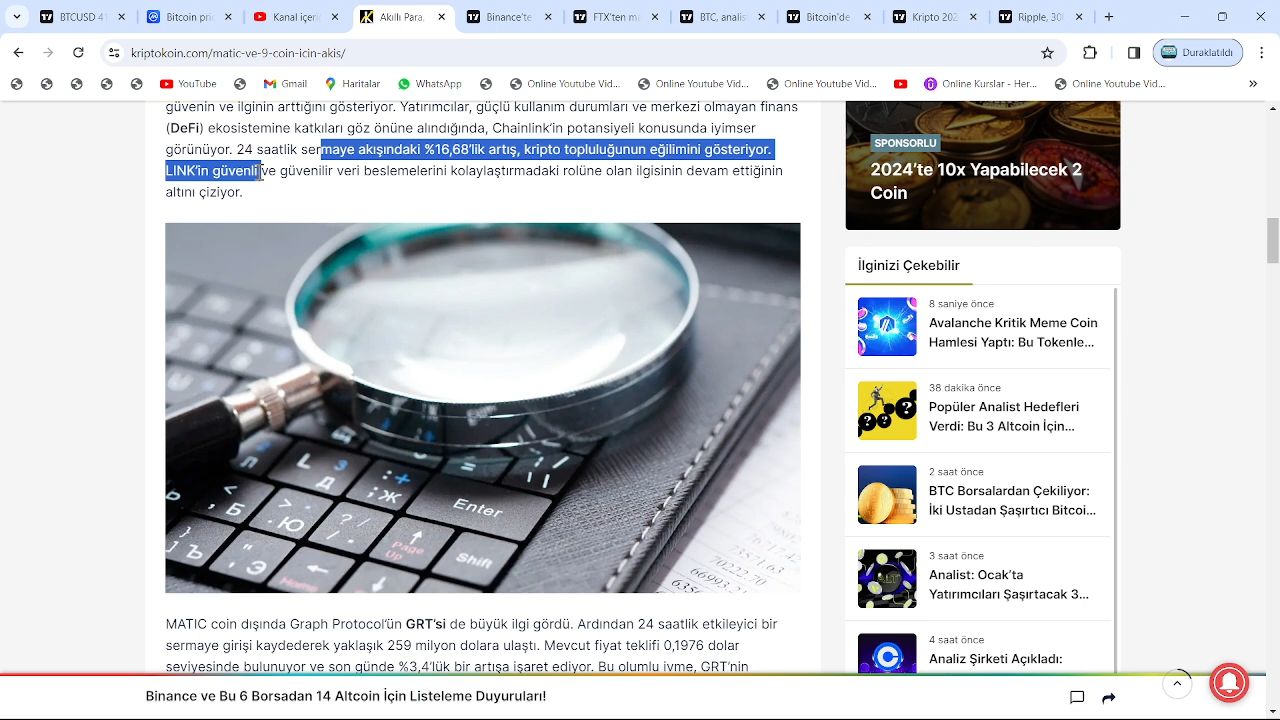 BTCUSD 41
Bitcoin pric
Kanal içeri
Akıllı Para,
Binance'te
FTX'ten ma
BTC, analis
Bitcoin'de
Kripto 202
Ripple, 300
kriptokoin.com/matic-ve-9-coin-icin-akis/
Duraklatıldı
YouTube
Gmail
Haritalar
WhatsApp
Online Youtube Vid...
Online Youtube Vid...
Online Youtube Vid...
Online Kurslar - Her...
Online Youtube Vid...
güvenin ve ilginin arttığını gösteriyor. Yatırımcılar, güçlü kullanım durumları ve merkezi olmayan finans
(DeFi) ekosistemine katkıları göz önüne alındığında, Chainlink'in potansiyeli konusunda iyimser
görünüyor. 24 saatlik sermaye akışındaki %16,68'lik artış, kripto topluluğunun eğilimini gösteriyor.
LINK'in güvenli ve güvenilir veri beslemelerini kolaylaştırmadaki rolüne olan ilgisinin devam ettiğinin
altını çiziyor.
Enter
Page
Up
Shift
MATIC coin dışında Graph Protocol'ün GRT'si de büyük ilgi gördü. Ardından 24 saatlik etkileyici bir
sermaye girişi kaydederek yaklaşık 259 milyon dolara ulaştı. Mevcut fiyat teklifi 0,1976 dolar
seviyesinde bulunuyor ve son günde %3,4'lük bir artışa işaret ediyor. Bu olumlu ivme, GRT'nin
SPONSORLU
2024'te 10x Yapabilecek 2
Coin
İlginizi Çekebilir
8 saniye önce
Avalanche Kritik Meme Coin
Hamlesi Yaptı: Bu Tokenle...
38 dakika önce
Popüler Analist Hedefleri
Verdi: Bu 3 Altcoin İçin...
2 saat önce
BTC Borsalardan Çekiliyor:
İki Ustadan Şaşırtıcı Bitcoi...
3 saat önce
Analist: Ocak'ta
Yatırımcıları Şaşırtacak 3...
4 saat önce
Analiz Şirketi Açıkladı:
Binance ve Bu 6 Borsadan 14 Altcoin İçin Listeleme Duyuruları!